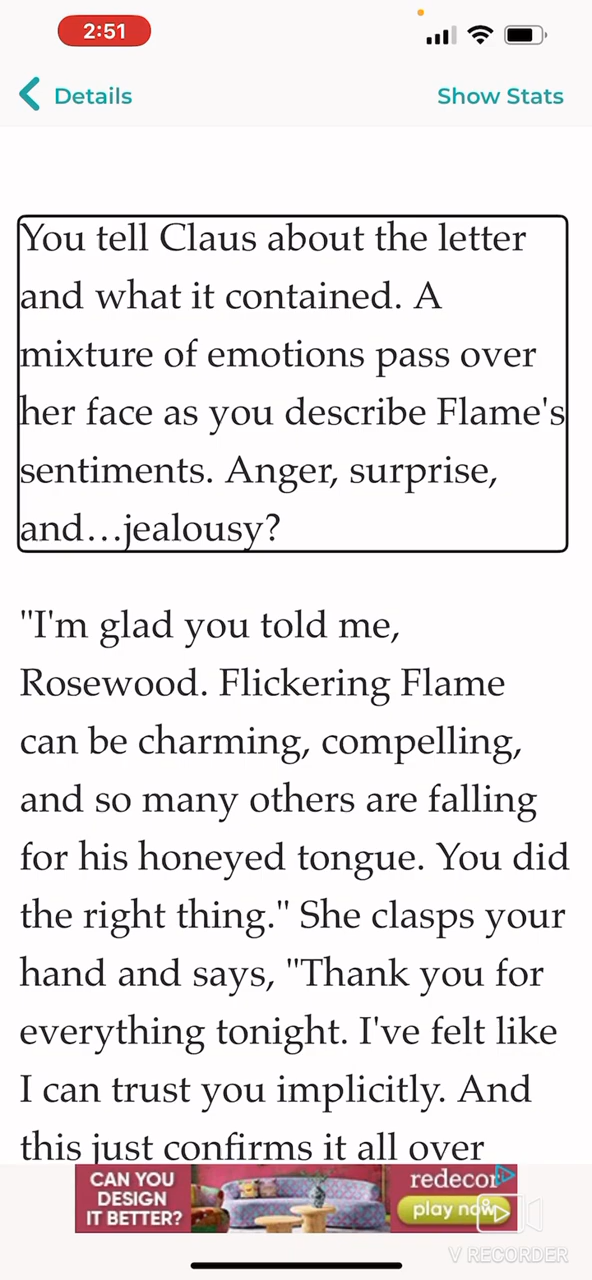 2:51
Details
Show Stats
You tell Claus about the letter
and what it contained. A
mixture of emotions pass over
her face as you describe Flame's
sentiments. Anger, surprise,
and...jealousy?
"I'm glad you told me,
Rosewood. Flickering Flame
can be charming, compelling,
and so many others are falling
for his honeyed tongue. You did
the right thing." She clasps your
hand and says, "Thank you for
everything tonight. I've felt like
I can trust you implicitly. And
this just confirms it all over
CAN YOU
DESIGN
IT BETTER?
redecor
play now
V RECORDER